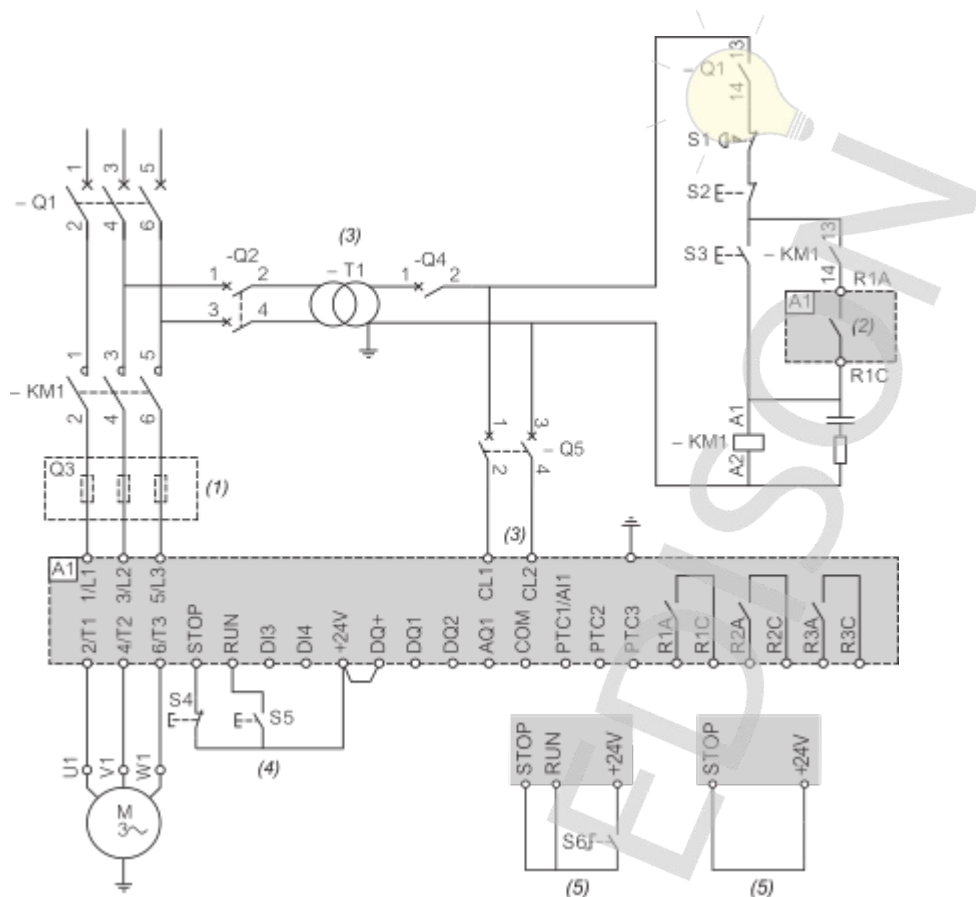 13
– Q1
14
S1
S2
S3
13
– KM1
14
R1A
A1
(2)
R1C
A1
– KM1
A2
1 3 5
– Q1
2 4 6
-Q2
1 2
3 4
(3)
– T1
-Q4
1 2
1 3 5
– KM1
2 4 6
1 3
– Q5
2 4
Q3
(1)
(3)
A1
1/L1 3/L2 5/L3 CL1 CL2
2/T1 4/T2 6/T3 STOP RUN DI3 DI4 +24V DQ+ DQ1 DQ2 AQ1 COM PTC1/AI1 PTC2 PTC3 R1A R1C R2A R2C R3A R3C
S4 S5
(4)
U1 V1 W1
M
3
STOP RUN +24V
S6
(5)
STOP +24V
(5)
EDISON